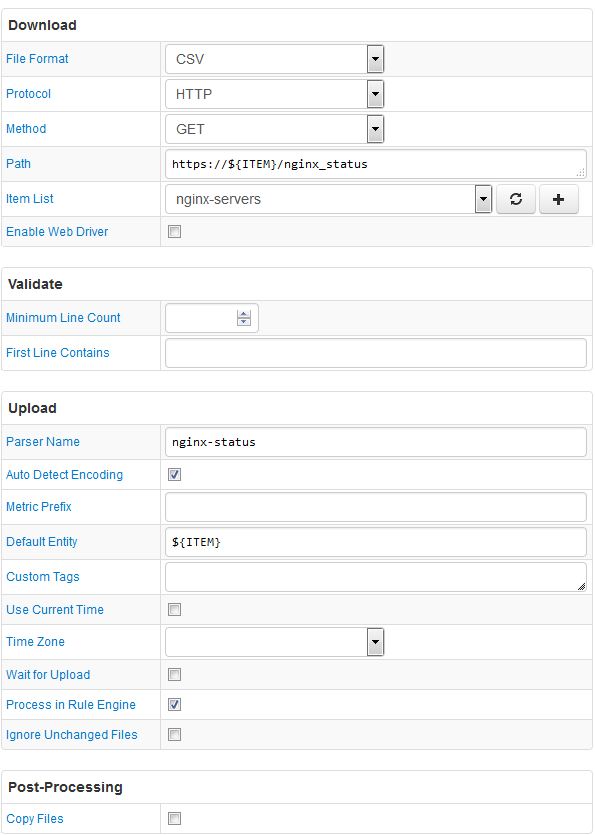 Download
File Format CSV
Protocol HTTP
Method GET
Path https://${ITEM}/nginx_status
Item List nginx-servers
Enable Web Driver
Validate
Minimum Line Count
First Line Contains
Upload
Parser Name nginx-status
Auto Detect Encoding
Metric Prefix
Default Entity ${ITEM}
Custom Tags
Use Current Time
Time Zone
Wait for Upload
Process in Rule Engine
Ignore Unchanged Files
Post-Processing
Copy Files